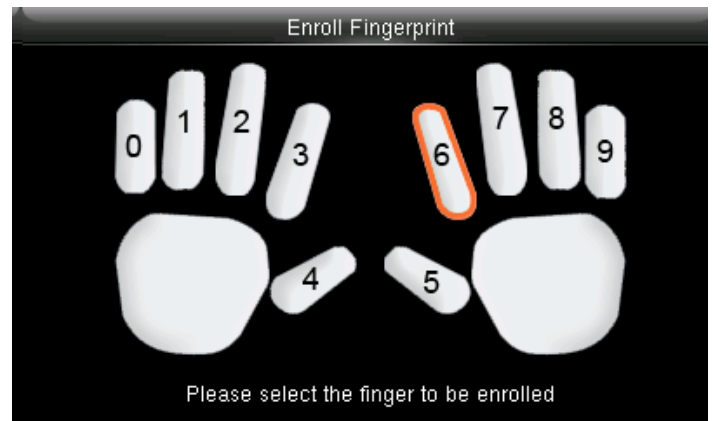 Enroll Fingerprint
0 1 2 3 6 7 8 9
4 5
Please select the finger to be enrolled